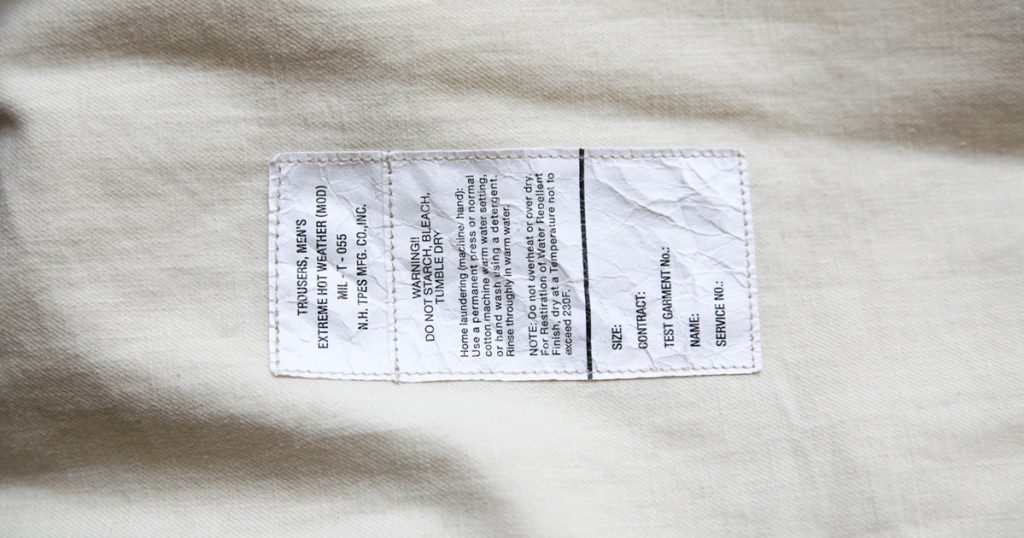 TROUSERS, MEN'S
EXTREME HOT WEATHER (MOD)
MIL - T - 055
N.H. TPES MFG. CO.,INC.
WARNING!!
DO NOT STARCH, BLEACH,
TUMBLE DRY
Home laundering (machine/ hand):
Use a permanent press or normal
cotton machine warm water setting,
or hand wash using a detergent.
Rinse throughly in warm water.
NOTE: Do not overheat or over dry.
For Restiration of Water Repellent
Finish, dry at a Temperature not to
exceed 230F.
SIZE:
CONTRACT:
TEST GARMENT No.:
NAME:
SERVICE NO.: